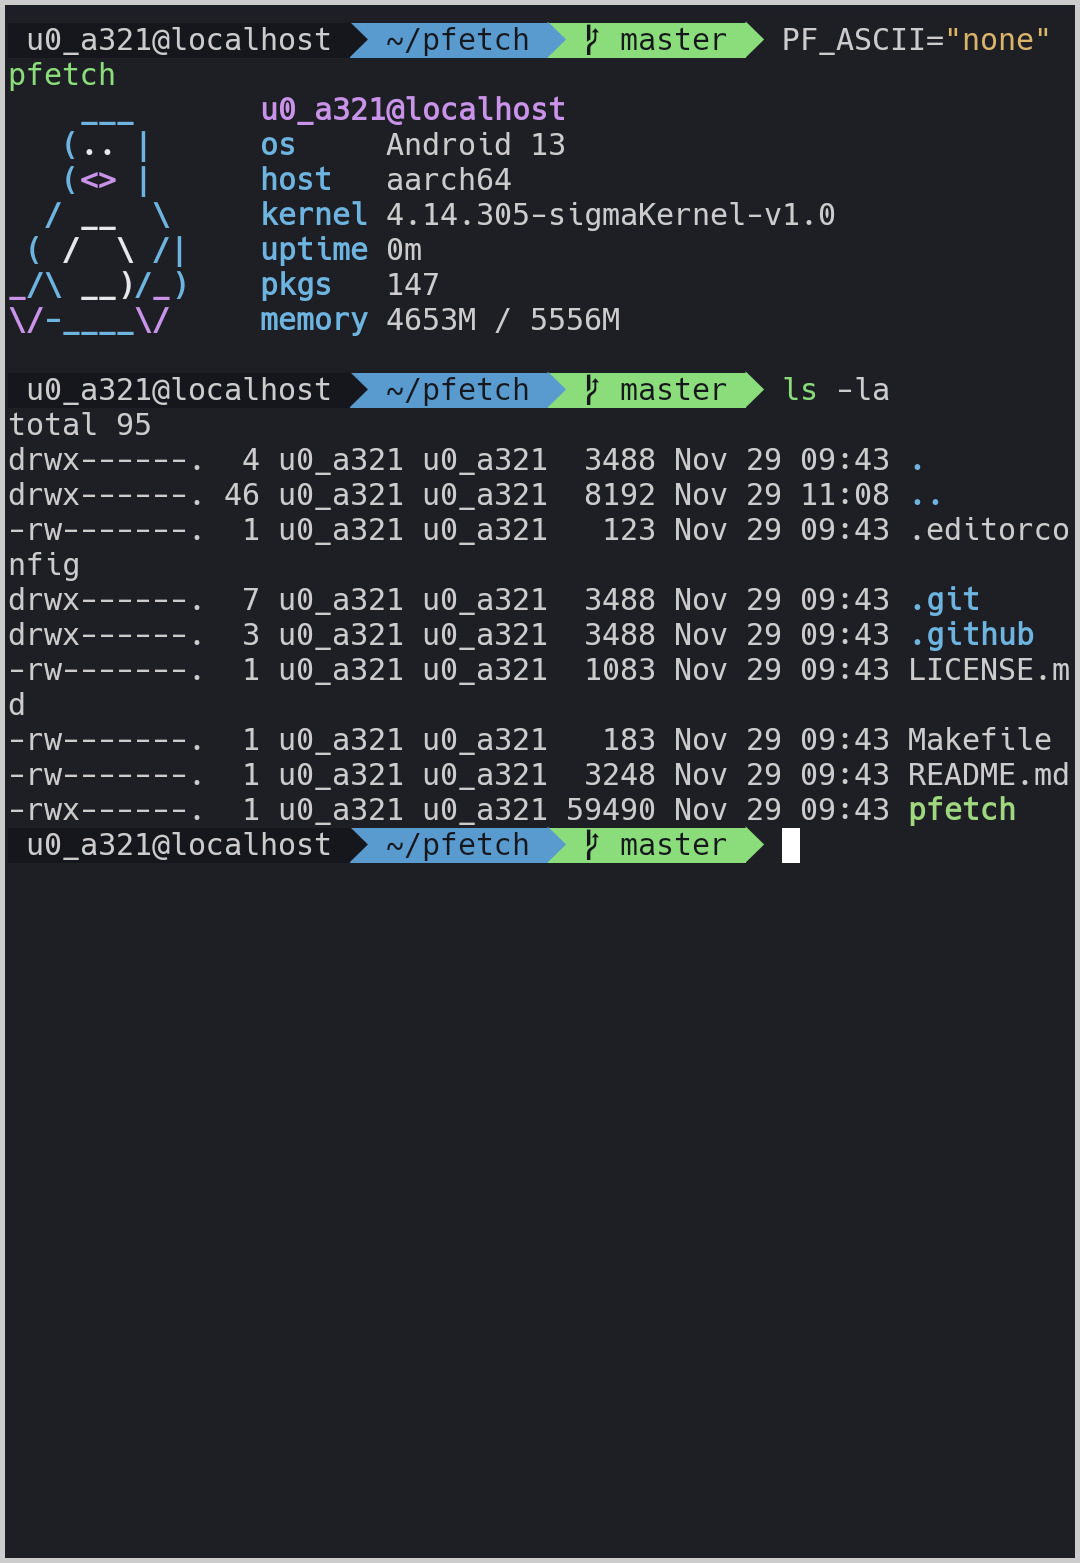 u0_a321@localhost ~/pfetch master PF_ASCII="none"
pfetch
    ___       u0_a321@localhost
   (.. |      os     Android 13
   (<> |      host   aarch64
  / __  \     kernel 4.14.305-sigmaKernel-v1.0
 ( /  \ /|    uptime 0m
_/\ __)/_)    pkgs   147
\/-____\/     memory 4653M / 5556M
u0_a321@localhost ~/pfetch master ls -la
total 95
drwx------.  4 u0_a321 u0_a321  3488 Nov 29 09:43 .
drwx------. 46 u0_a321 u0_a321  8192 Nov 29 11:08 ..
-rw-------.  1 u0_a321 u0_a321   123 Nov 29 09:43 .editorco
nfig
drwx------.  7 u0_a321 u0_a321  3488 Nov 29 09:43 .git
drwx------.  3 u0_a321 u0_a321  3488 Nov 29 09:43 .github
-rw-------.  1 u0_a321 u0_a321  1083 Nov 29 09:43 LICENSE.m
d
-rw-------.  1 u0_a321 u0_a321   183 Nov 29 09:43 Makefile
-rw-------.  1 u0_a321 u0_a321  3248 Nov 29 09:43 README.md
-rwx------.  1 u0_a321 u0_a321 59490 Nov 29 09:43 pfetch
u0_a321@localhost ~/pfetch master